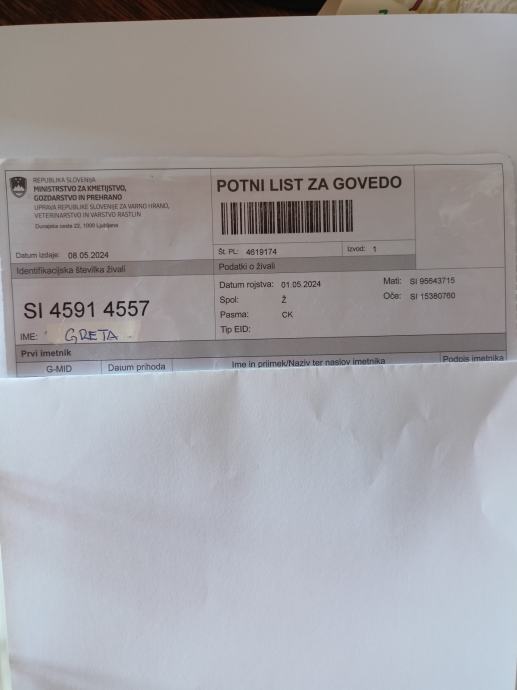 REPUBLIKA SLOVENIJA
MINISTRSTVO ZA KMETIJSTVO,
GOZDARSTVO IN PREHRANO
UPRAVA REPUBLIKE SLOVENIJE ZA VARNO HRANO,
VETERINARSTVO IN VARSTVO RASTLIN
Dunajska cesta 22, 1000 Ljubljana
Datum izdaje: 08.05.2024
POTNI LIST ZA GOVEDO
Št. PL: 4619174 Izvod: 1
Identifikacijska številka živali
SI 4591 4557
IME: GRETA
Podatki o živali
Datum rojstva: 01.05.2024 Mati: SI 95643715
Spol: Ž Oče: SI 15380760
Pasma: CK
Tip EID:
Prvi imetnik
G-MID Datum prihoda Ime in priimek/Naziv ter naslov imetnika Podpis imetnika